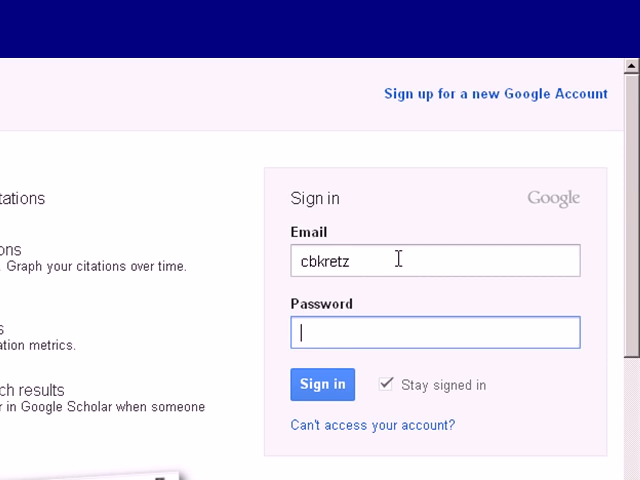 Sign up for a new Google Account
tations
Sign in
Google
Email
ons
. Graph your citations over time.
cbkretz
Password
s
ation metrics.
Sign in
Stay signed in
ch results
r in Google Scholar when someone
Can't access your account?